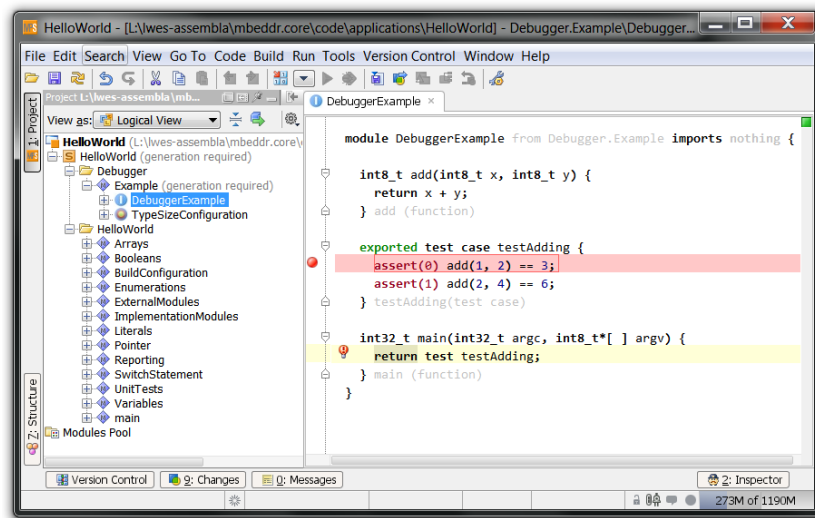 HelloWorld - [L:\lwes-assembla\mbeddr.core\code\applications\HelloWorld] - Debugger.Example\Debugger...
File Edit Search View Go To Code Build Run Tools Version Control Window Help
Project L:\lwes-assembla\mb...
DebuggerExample
1: Project
View as: Logical View
HelloWorld (L:\lwes-assembla\mbeddr.core\
HelloWorld (generation required)
Debugger
Example (generation required)
DebuggerExample
TypeSizeConfiguration
HelloWorld
Arrays
Booleans
BuildConfiguration
Enumerations
ExternalModules
ImplementationModules
Literals
Pointer
Reporting
SwitchStatement
UnitTests
Variables
main
Modules Pool
Z: Structure
module DebuggerExample from Debugger.Example imports nothing {
int8_t add(int8_t x, int8_t y) {
return x + y;
} add (function)
exported test case testAdding {
assert(0) add(1, 2) == 3;
assert(1) add(2, 4) == 6;
} testAdding(test case)
int32_t main(int32_t argc, int8_t*[ ] argv) {
return test testAdding;
} main (function)
}
Version Control
9: Changes
0: Messages
2: Inspector
273M of 1190M